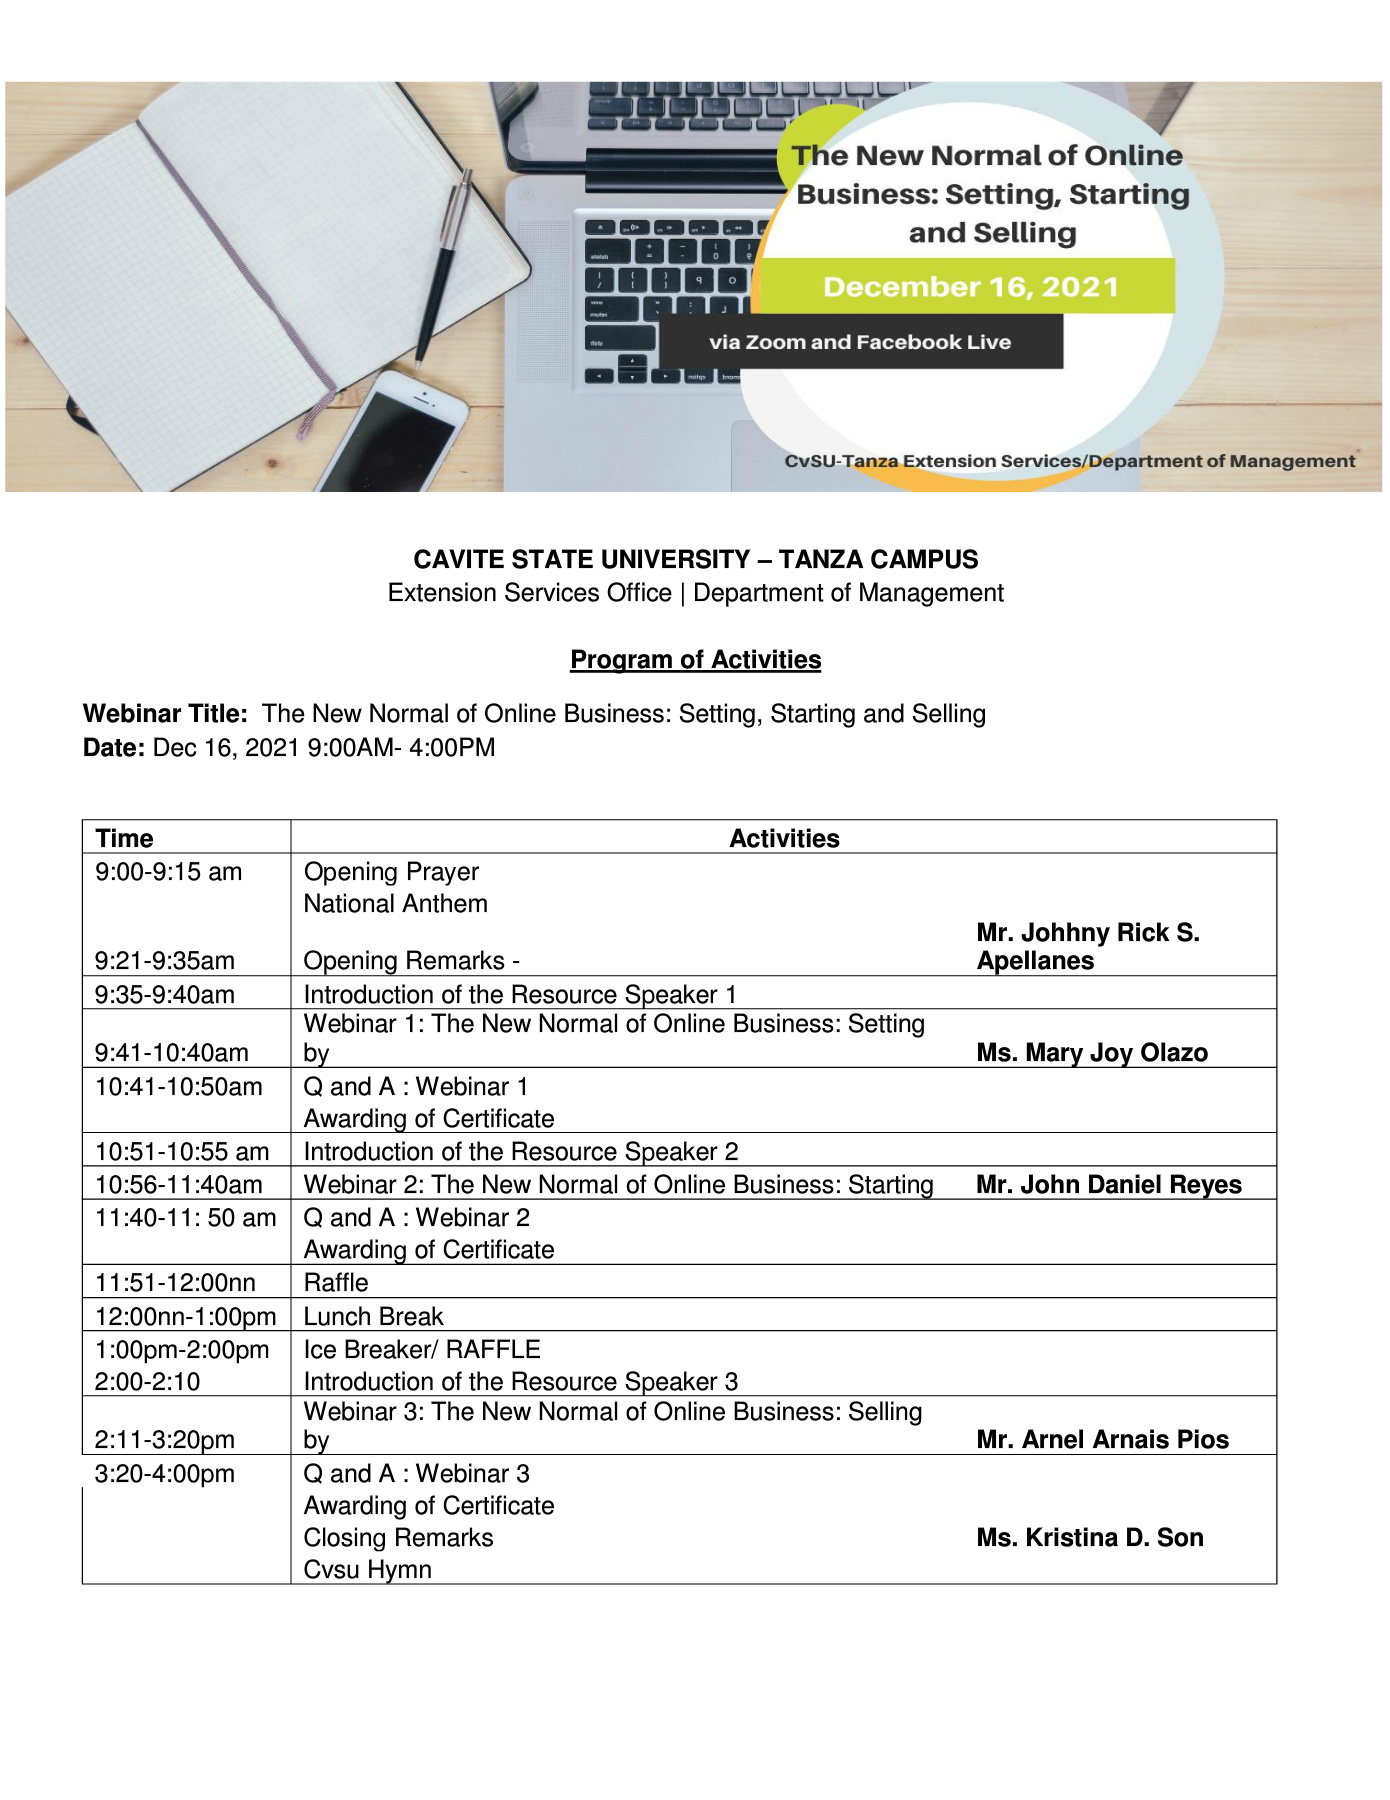 The New Normal of Online
Business: Setting, Starting
and Selling
December 16, 2021
via Zoom and Facebook Live
CvSU-Tanza Extension Services/Department of Management
CAVITE STATE UNIVERSITY – TANZA CAMPUS
Extension Services Office | Department of Management
Program of Activities
Webinar Title: The New Normal of Online Business: Setting, Starting and Selling
Date: Dec 16, 2021 9:00AM- 4:00PM
Time Activities
9:00-9:15 am Opening Prayer
National Anthem
Mr. Johhny Rick S.
9:21-9:35am Opening Remarks - Apellanes
9:35-9:40am Introduction of the Resource Speaker 1
Webinar 1: The New Normal of Online Business: Setting
9:41-10:40am by Ms. Mary Joy Olazo
10:41-10:50am Q and A : Webinar 1
Awarding of Certificate
10:51-10:55 am Introduction of the Resource Speaker 2
10:56-11:40am Webinar 2: The New Normal of Online Business: Starting Mr. John Daniel Reyes
11:40-11: 50 am Q and A : Webinar 2
Awarding of Certificate
11:51-12:00nn Raffle
12:00nn-1:00pm Lunch Break
1:00pm-2:00pm Ice Breaker/ RAFFLE
2:00-2:10 Introduction of the Resource Speaker 3
Webinar 3: The New Normal of Online Business: Selling
2:11-3:20pm by Mr. Arnel Arnais Pios
3:20-4:00pm Q and A : Webinar 3
Awarding of Certificate
Closing Remarks Ms. Kristina D. Son
Cvsu Hymn